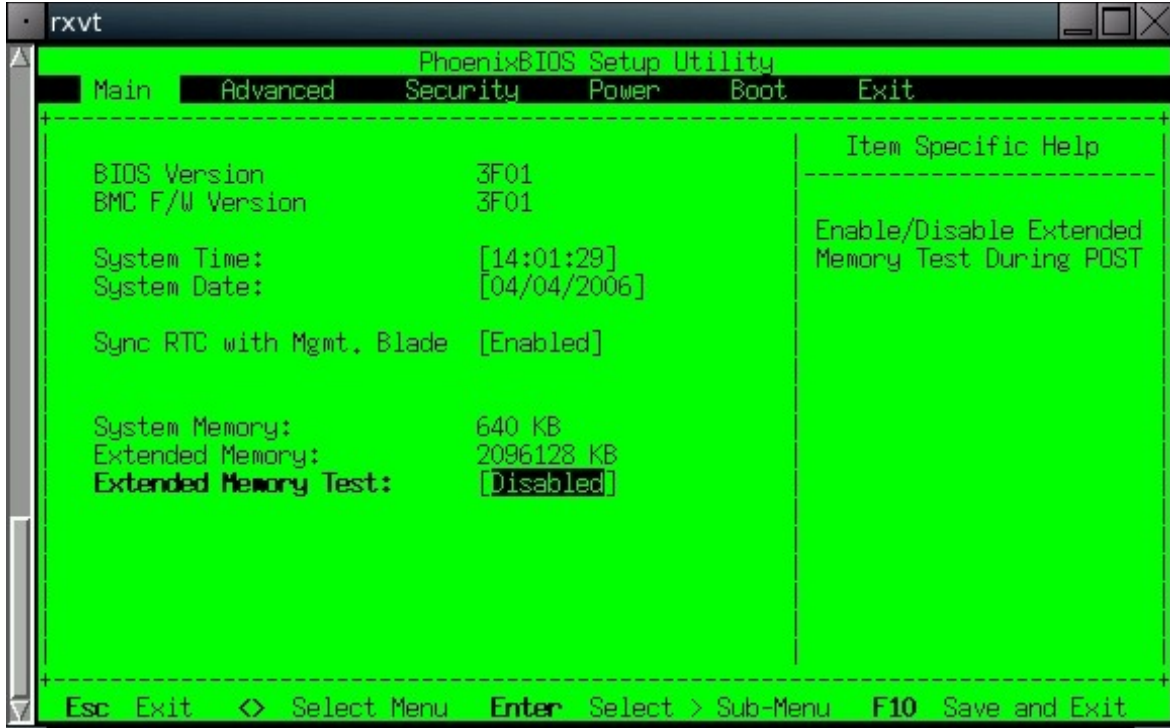 rxvt
PhoenixBIOS Setup Utility
Main Advanced Security Power Boot Exit
Item Specific Help
BIOS Version 3F01
BMC F/W Version 3F01
Enable/Disable Extended
System Time: [14:01:29] Memory Test During POST
System Date: [04/04/2006]
Sync RTC with Mgmt. Blade [Enabled]
System Memory: 640 KB
Extended Memory: 2096128 KB
Extended Memory Test: [Disabled]
Esc Exit <> Select Menu Enter Select > Sub-Menu F10 Save and Exit